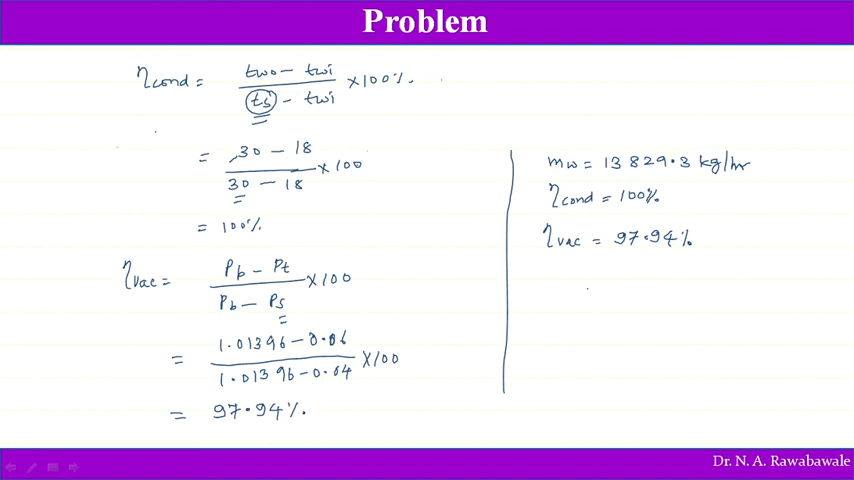 Problem
ηcond = two - twi / ts - twi ×100%.
= 30 - 18 / 30 - 18 ×100
= 100%.
ηvac = Pb - Pt / Pb - Ps ×100
= 1.01396 - 0.06 / 1.01396 - 0.04 ×100
= 97.94%.
mw = 13829.3 kg/hr
ηcond = 100%.
ηvac = 97.94%
Dr. N. A. Rawabawale